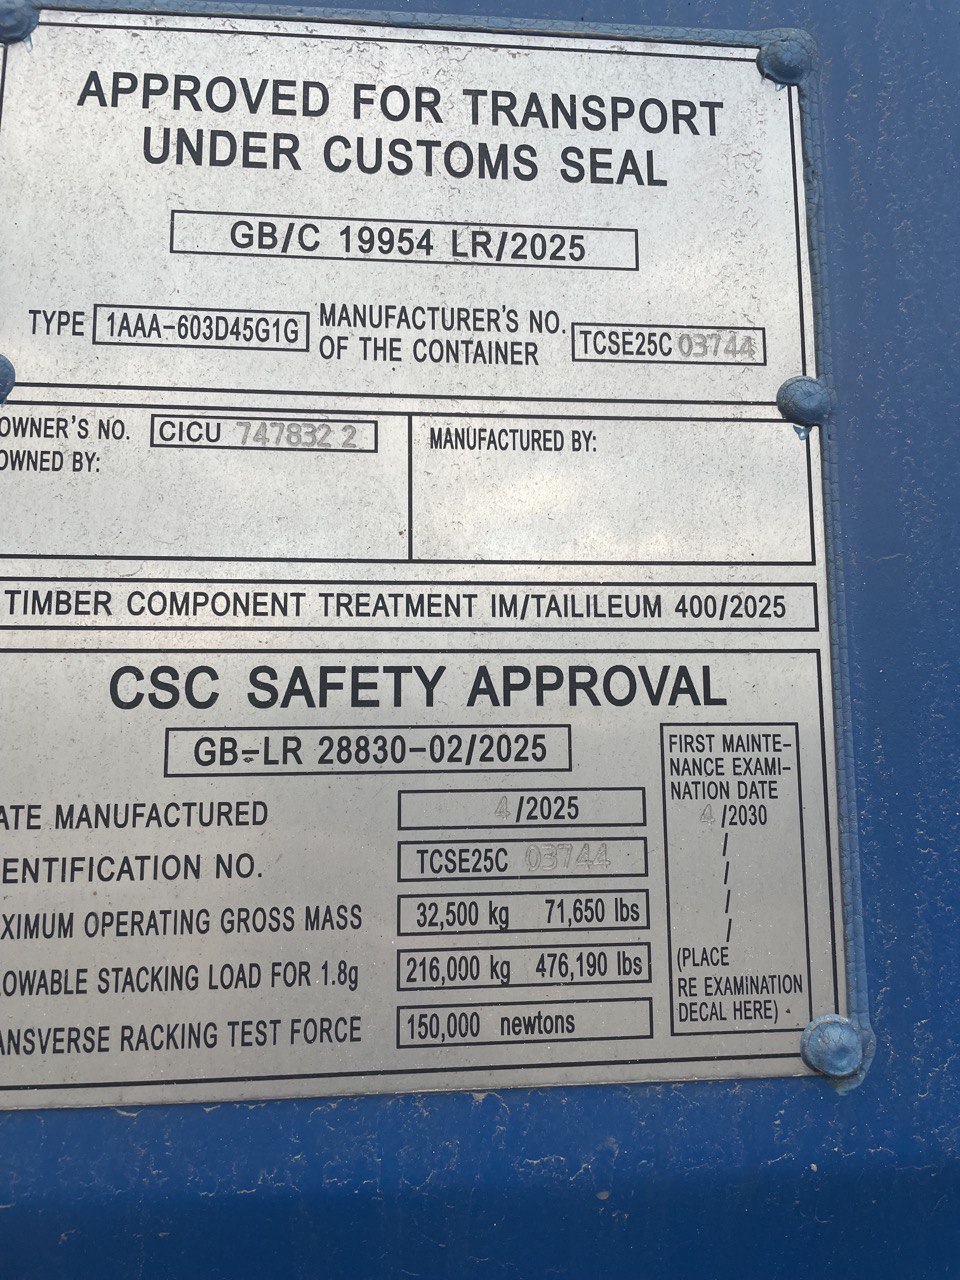 APPROVED FOR TRANSPORT
UNDER CUSTOMS SEAL
GB/C 19954 LR/2025
TYPE 1AAA-603D45G1G MANUFACTURER'S NO. OF THE CONTAINER TCSE25C 03744
OWNER'S NO. CICU 747832 2
OWNED BY:
MANUFACTURED BY:
TIMBER COMPONENT TREATMENT IM/TAILILEUM 400/2025
CSC SAFETY APPROVAL
GB-LR 28830-02/2025
ATE MANUFACTURED 4/2025
ENTIFICATION NO. TCSE25C 03744
XIMUM OPERATING GROSS MASS 32,500 kg 71,650 lbs
OWABLE STACKING LOAD FOR 1.8g 216,000 kg 476,190 lbs
ANSVERSE RACKING TEST FORCE 150,000 newtons
FIRST MAINTE-
NANCE EXAMI-
NATION DATE
4/2030
/
/
/
/
(PLACE
RE EXAMINATION
DECAL HERE)